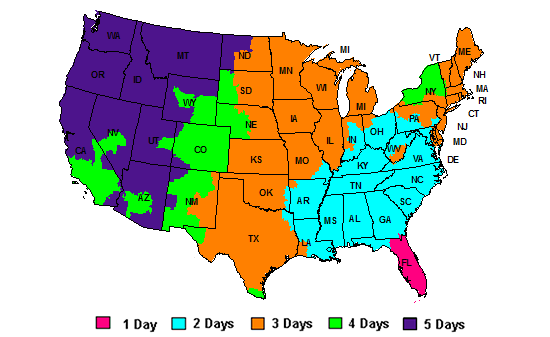 MI
WA
VT
ME
MT
ND
MN
NH
OR
ID
SD
WI
MA
WY
MI
NY
RI
CT
IA
PA
NE
NJ
NV
OH
IL
IN
MD
UT
CO
WV
CA
KS
MO
VA
DE
KY
NC
TN
OK
AZ
NM
AR
SC
MS
AL
GA
TX
LA
FL
1 Day 2 Days 3 Days 4 Days 5 Days